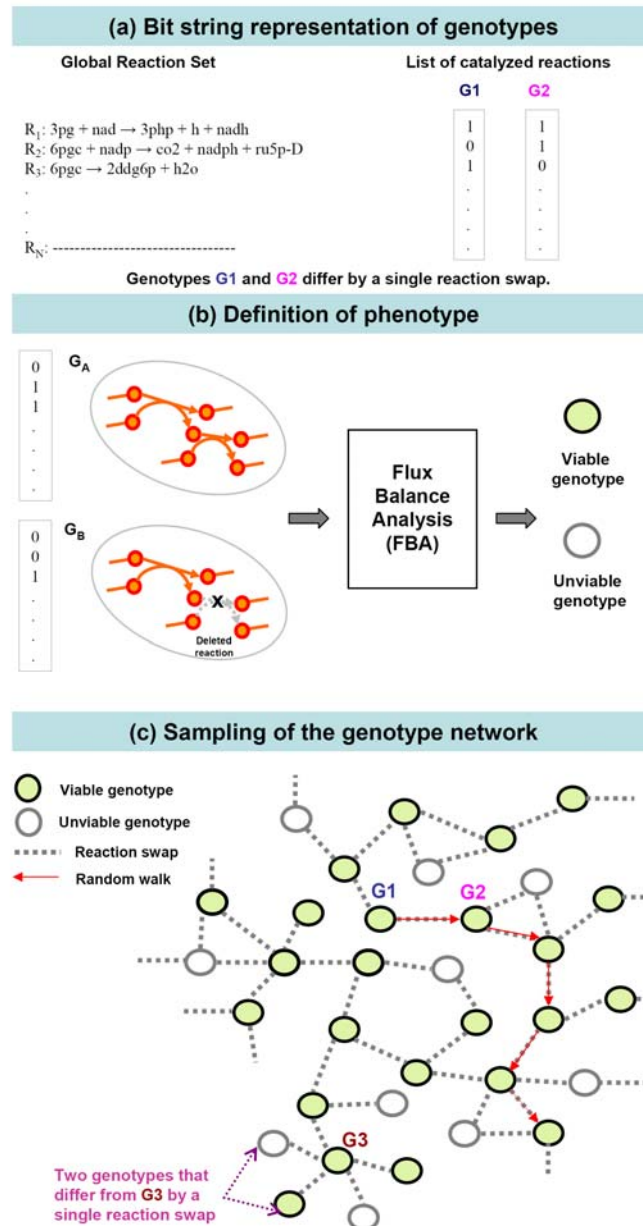 (a) Bit string representation of genotypes
Global Reaction Set
List of catalyzed reactions
G1 G2
R1: 3pg + nad → 3php + h + nadh
1 1
R2: 6pgc + nadp → co2 + nadph + ru5p-D
0 1
R3: 6pgc → 2ddg6p + h2o
1 0
.
.
.
RN: ---------------------------------
Genotypes G1 and G2 differ by a single reaction swap.
(b) Definition of phenotype
0
1
1
.
.
.
.
GA
0
0
1
.
.
.
.
GB
X
Deleted
reaction
Flux
Balance
Analysis
(FBA)
Viable
genotype
Unviable
genotype
(c) Sampling of the genotype network
Viable genotype
Unviable genotype
Reaction swap
Random walk
G1
G2
G3
Two genotypes that
differ from G3 by a
single reaction swap